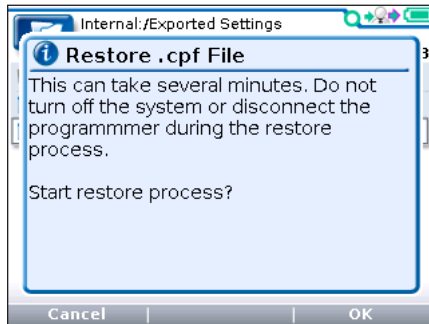 Internal:/Exported Settings
Restore .cpf File
This can take several minutes. Do not
turn off the system or disconnect the
programmmer during the restore
process.
Start restore process?
Cancel | | OK